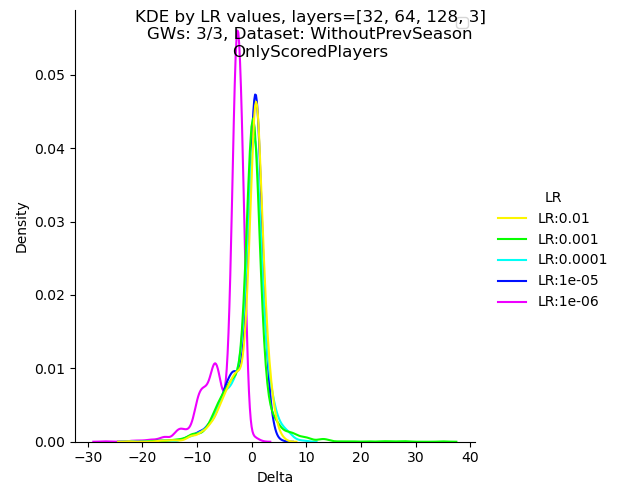 KDE by LR values, layers=[32, 64, 128, 3]
GWs: 3/3, Dataset: WithoutPrevSeason
OnlyScoredPlayers
0.05
0.04
0.03
0.02
0.01
0.00
Density
−30 −20 −10 0 10 20 30 40
Delta
LR
LR:0.01
LR:0.001
LR:0.0001
LR:1e-05
LR:1e-06